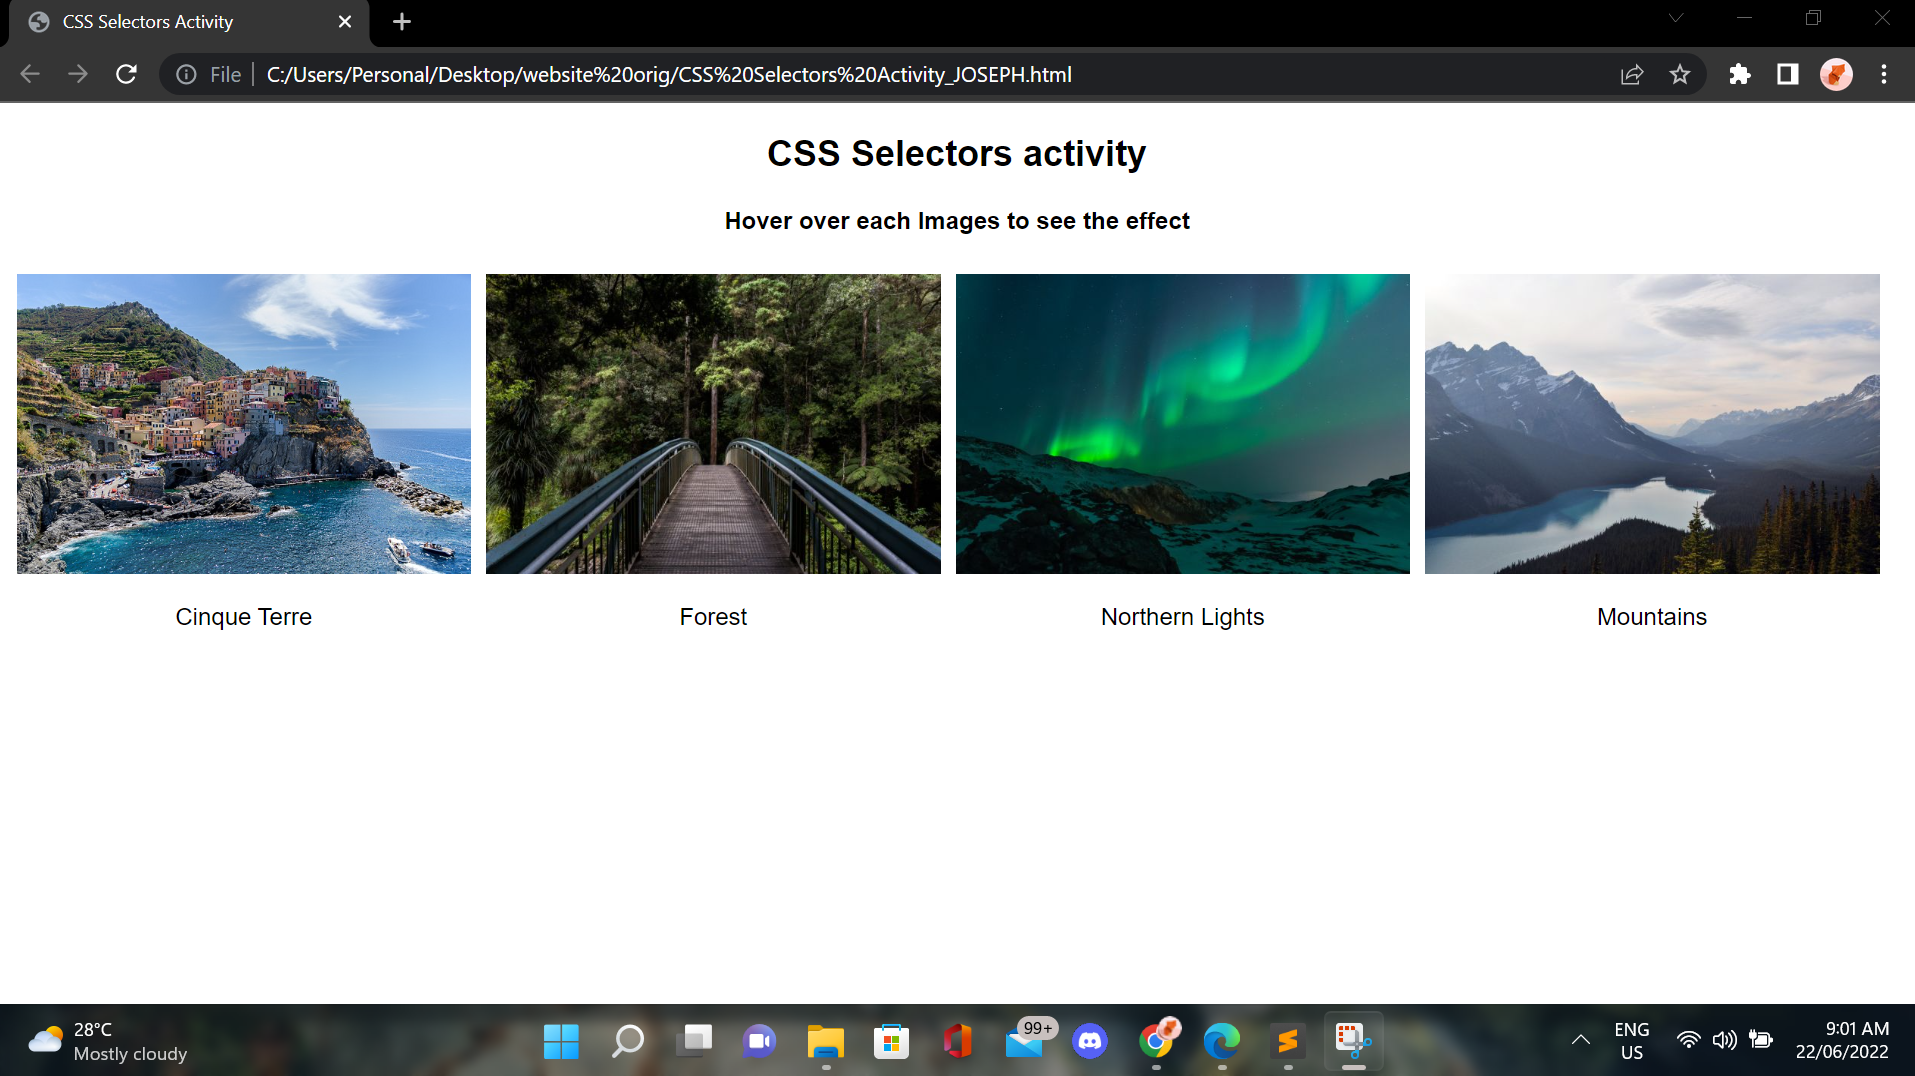 CSS Selectors Activity
File
C:/Users/Personal/Desktop/website%20orig/CSS%20Selectors%20Activity_JOSEPH.html
CSS Selectors activity
Hover over each Images to see the effect
Cinque Terre
Forest
Northern Lights
Mountains
28°C
Mostly cloudy
99+
ENG
US
9:01 AM
22/06/2022